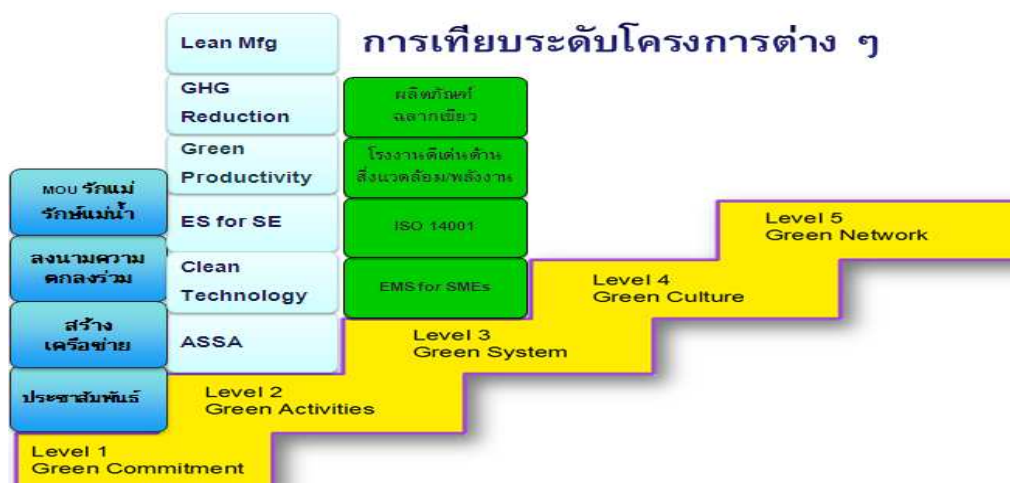 การเทียบระดับโครงการต่าง ๆ
MOU รักแม่
รักษ์แม่น้ำ
ลงนามความ
ตกลงร่วม
สร้าง
เครือข่าย
ประชาสัมพันธ์
Lean Mfg
GHG
Reduction
Green
Productivity
ES for SE
Clean
Technology
ASSA
ผลิตภัณฑ์
ฉลากเขียว
โรงงานดีเด่นด้าน
สิ่งแวดล้อม/พลังงาน
ISO 14001
EMS for SMEs
Level 1
Green Commitment
Level 2
Green Activities
Level 3
Green System
Level 4
Green Culture
Level 5
Green Network